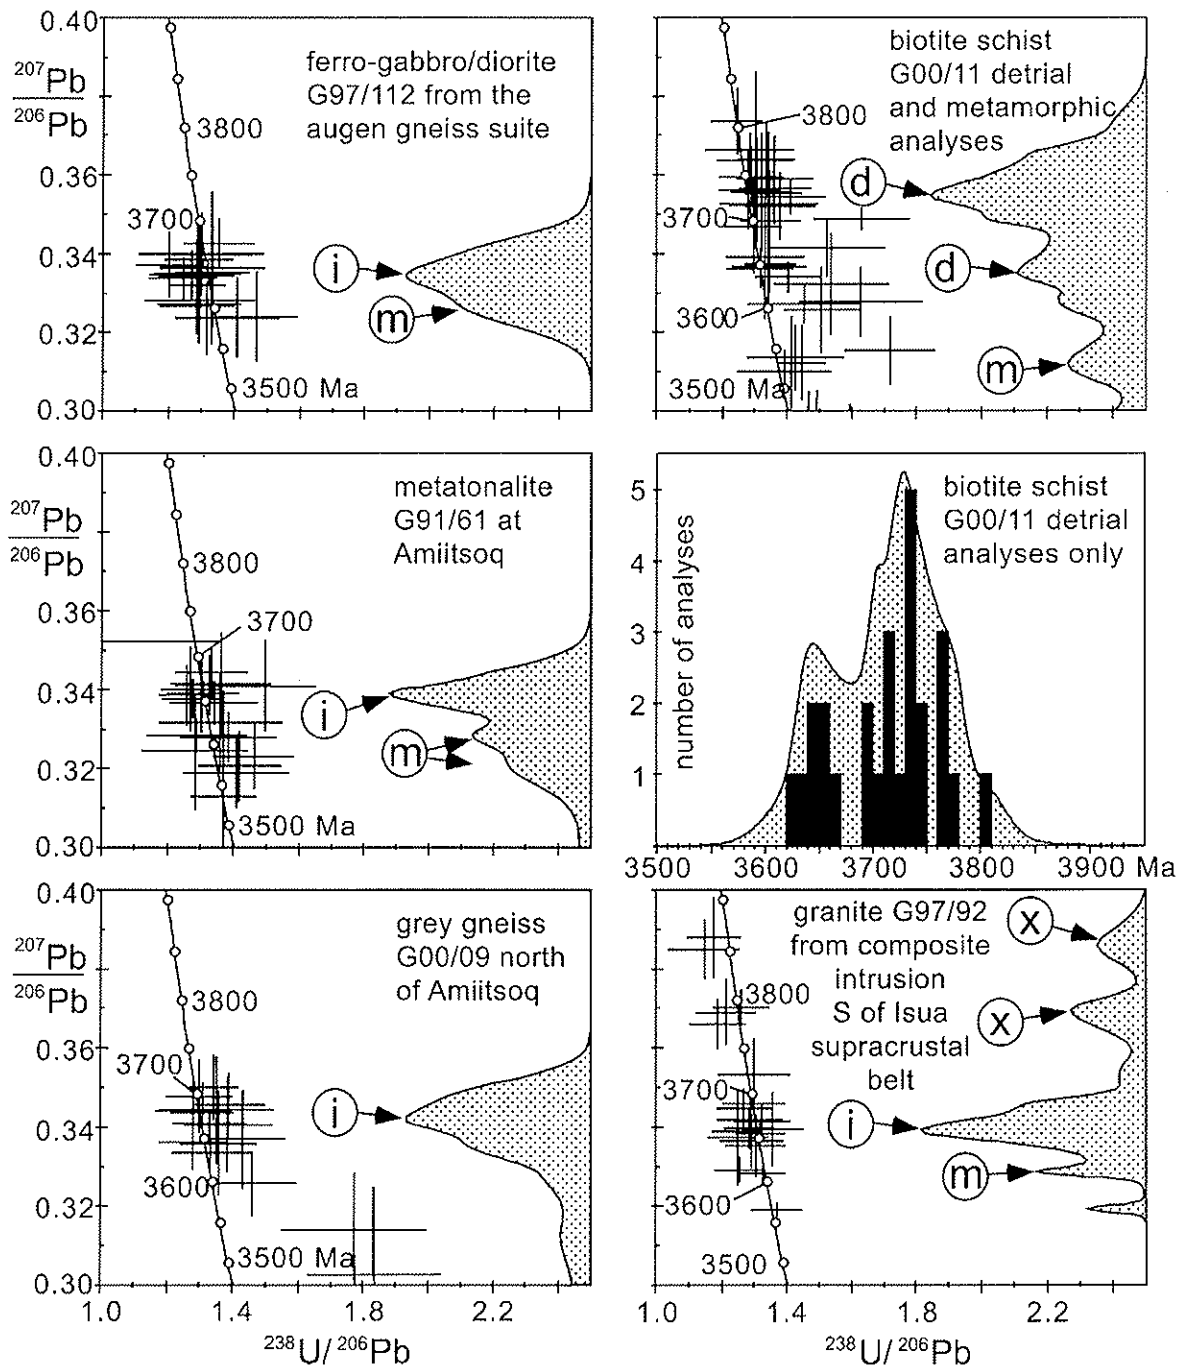 0.40
207Pb
206Pb
0.36
0.34
0.32
0.30
3800
3700
3500 Ma
ferro-gabbro/diorite
G97/112 from the
augen gneiss suite
i
m
3800
3700
3600
3500 Ma
biotite schist
G00/11 detrial
and metamorphic
analyses
d
d
m
0.40
207Pb
206Pb
0.36
0.34
0.32
0.30
3800
3700
3500 Ma
metatonalite
G91/61 at
Amiitsoq
i
m
number of analyses
5
4
3
2
1
biotite schist
G00/11 detrial
analyses only
3500
3600
3700
3800
3900 Ma
0.40
207Pb
206Pb
0.36
0.34
0.32
0.30
3800
3700
3600
3500 Ma
grey gneiss
G00/09 north
of Amiitsoq
i
1.0
1.4
1.8
2.2
238U/206Pb
3800
3700
3600
3500
granite G97/92
from composite
intrusion
S of Isua
supracrustal
belt
x
x
i
m
1.0
1.4
1.8
2.2
238U/206Pb